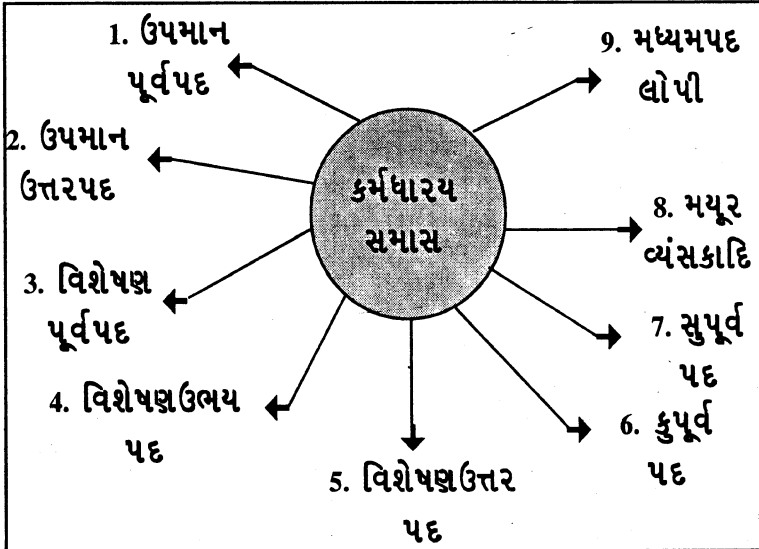 કર્મધારય
સમાસ
1. ઉપમાન
પૂર્વપદ
2. ઉપમાન
ઉત્તરપદ
3. વિશેષણ
પૂર્વપદ
4. વિશેષણઉભય
પદ
5. વિશેષણઉત્તર
પદ
6. કુપૂર્વ
પદ
7. સુપૂર્વ
પદ
8. મયૂર
વ્યંસકાદિ
9. મધ્યમપદ
લોપી